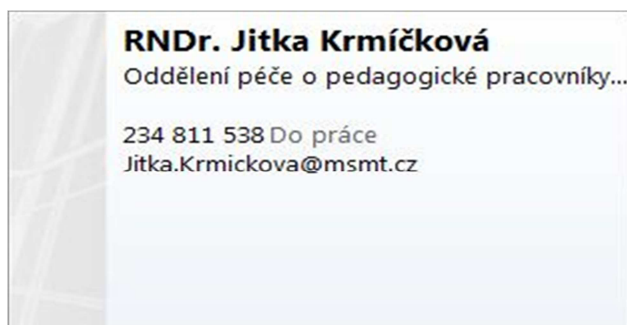 RNDr. Jitka Krmíčková
Oddělení péče o pedagogické pracovníky...
234 811 538 Do práce
Jitka.Krmickova@msmt.cz